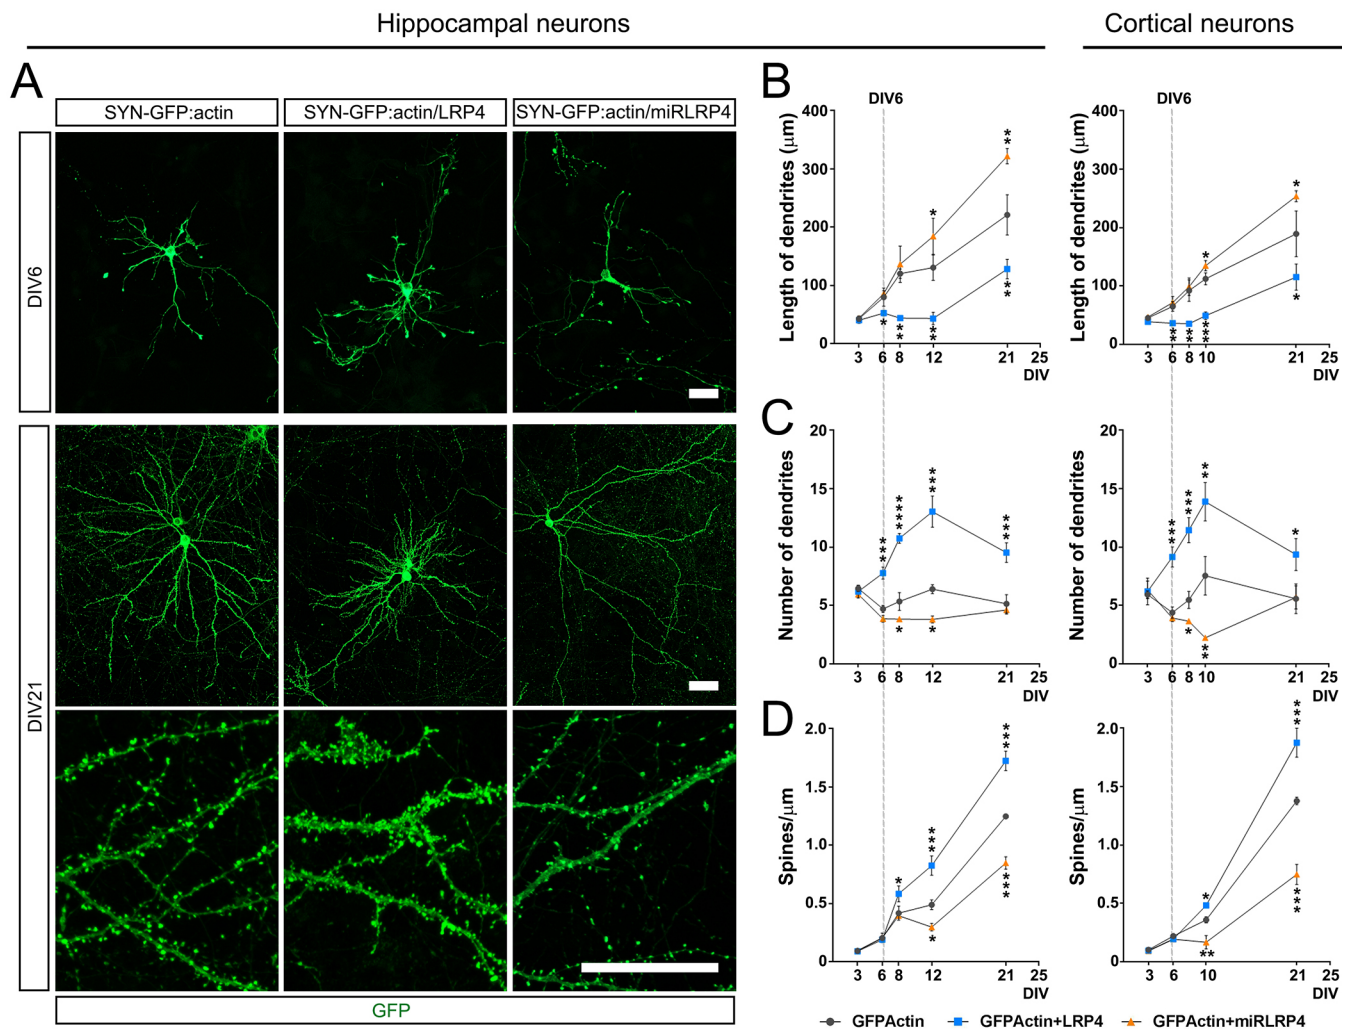 Hippocampal neurons
Cortical neurons
A
SYN-GFP:actin
SYN-GFP:actin/LRP4
SYN-GFP:actin/miRLRP4
DIV6
DIV21
GFP
B
DIV6
Length of dendrites (µm)
400
300
200
100
0
3 6 8 12 21 25
DIV
** * ** * ** **
DIV6
Length of dendrites (µm)
400
300
200
100
0
3 6 8 10 21 25
DIV
* * * ** ** ***
C
Number of dendrites
20
15
10
5
0
3 6 8 12 21 25
DIV
*** **** *** *** * *
Number of dendrites
20
15
10
5
0
3 6 8 10 21 25
DIV
*** *** ** * * **
D
Spines/µm
2.0
1.5
1.0
0.5
0
3 6 8 12 21 25
DIV
* *** *** * ***
Spines/µm
2.0
1.5
1.0
0.5
0
3 6 10 21 25
DIV
* *** ** ***
GFPActin
GFPActin+LRP4
GFPActin+miRLRP4